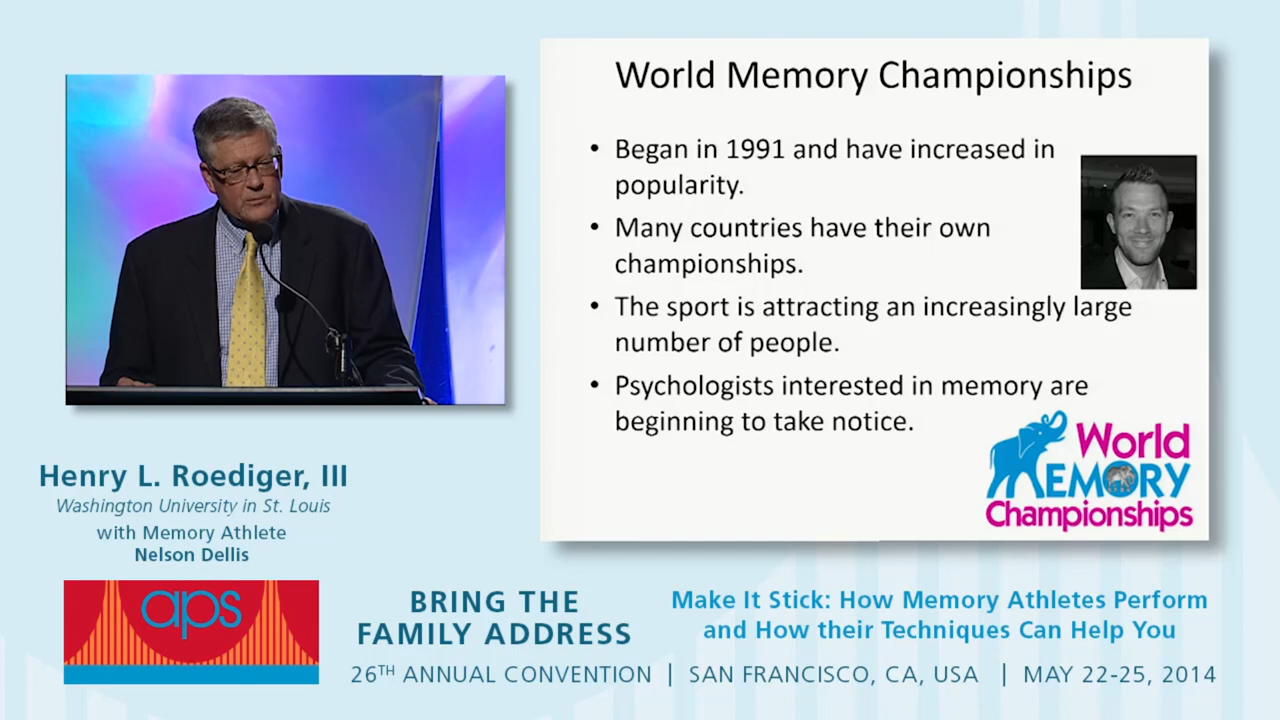 World Memory Championships
• Began in 1991 and have increased in
popularity.
• Many countries have their own
championships.
• The sport is attracting an increasingly large
number of people.
• Psychologists interested in memory are
beginning to take notice.
World
MEMORY
Championships
Henry L. Roediger, III
Washington University in St. Louis
with Memory Athlete
Nelson Dellis
aps
BRING THE
FAMILY ADDRESS
Make It Stick: How Memory Athletes Perform
and How their Techniques Can Help You
26TH ANNUAL CONVENTION | SAN FRANCISCO, CA, USA | MAY 22-25, 2014